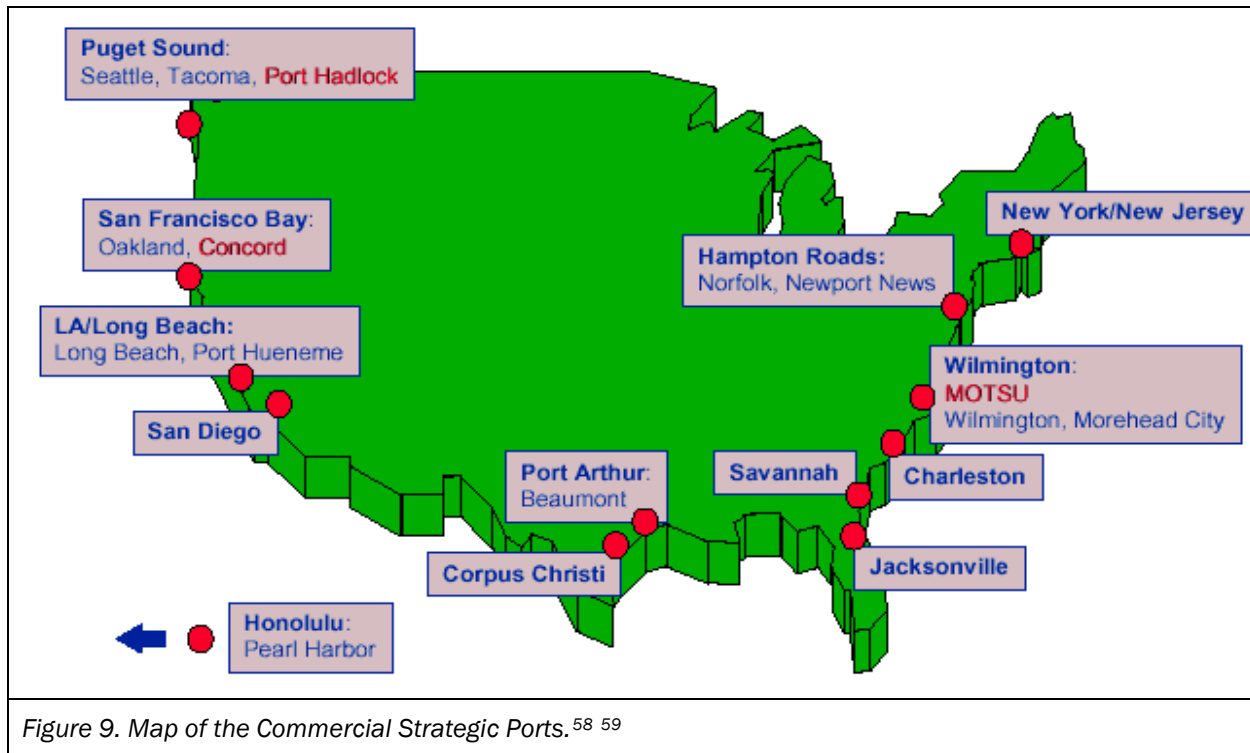 Puget Sound:
Seattle, Tacoma, Port Hadlock
San Francisco Bay:
Oakland, Concord
LA/Long Beach:
Long Beach, Port Hueneme
San Diego
New York/New Jersey
Hampton Roads:
Norfolk, Newport News
Wilmington:
MOTSU
Wilmington, Morehead City
Port Arthur:
Beaumont
Savannah
Charleston
Corpus Christi
Jacksonville
Honolulu:
Pearl Harbor
Figure 9. Map of the Commercial Strategic Ports.58 59